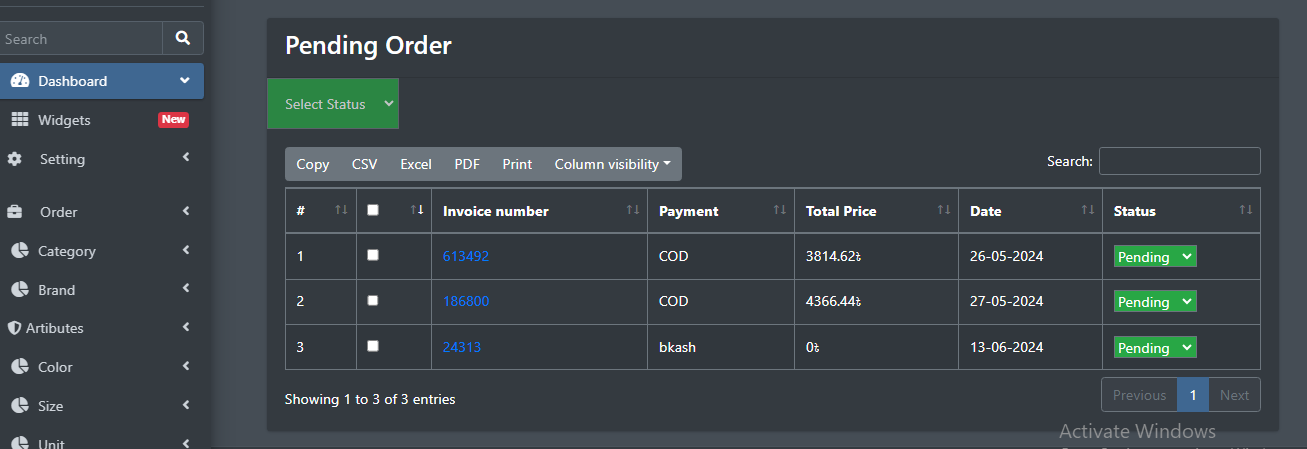 Search
Dashboard
Widgets New
Setting
Order
Category
Brand
Artibutes
Color
Size
Unit
Pending Order
Select Status
Copy CSV Excel PDF Print Column visibility
Search:
# Invoice number Payment Total Price Date Status
1 613492 COD 3814.62৳ 26-05-2024 Pending
2 186800 COD 4366.44৳ 27-05-2024 Pending
3 24313 bkash 0৳ 13-06-2024 Pending
Showing 1 to 3 of 3 entries
Previous 1 Next
Activate Windows